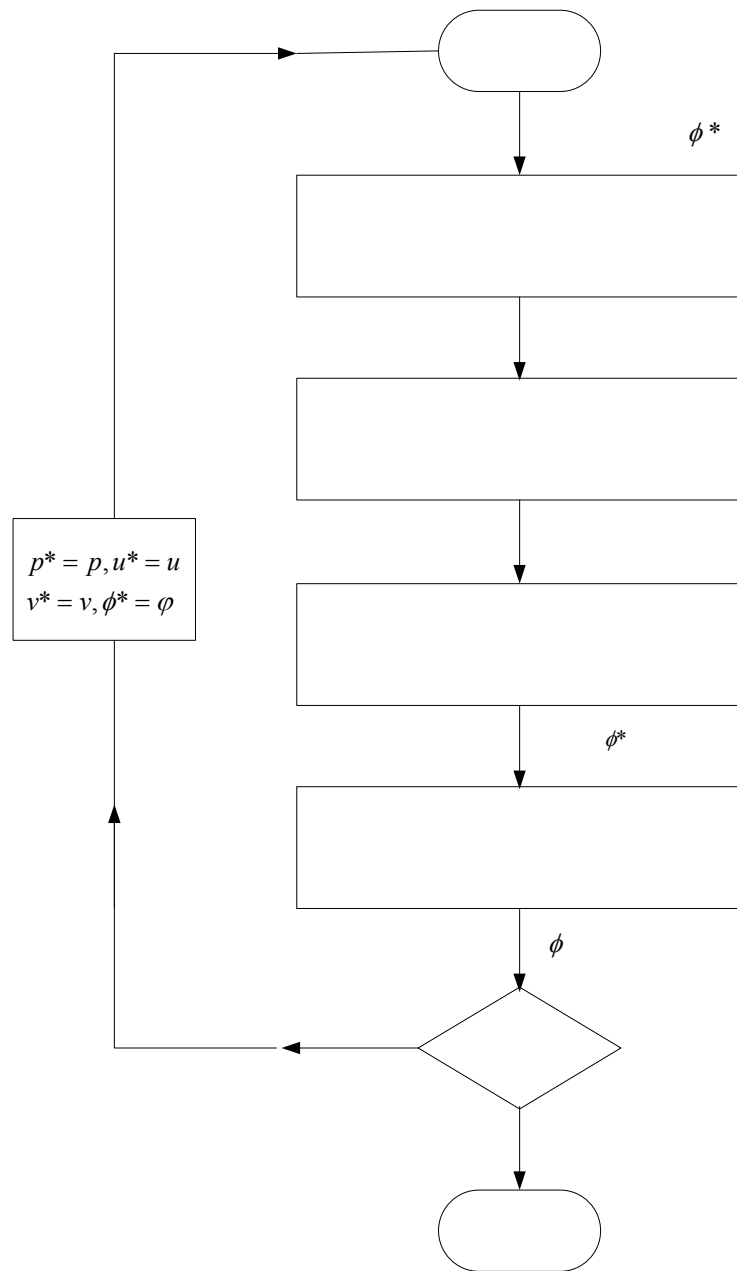 ϕ*
p* = p, u* = u
v* = v, ϕ* = φ
ϕ*
ϕ